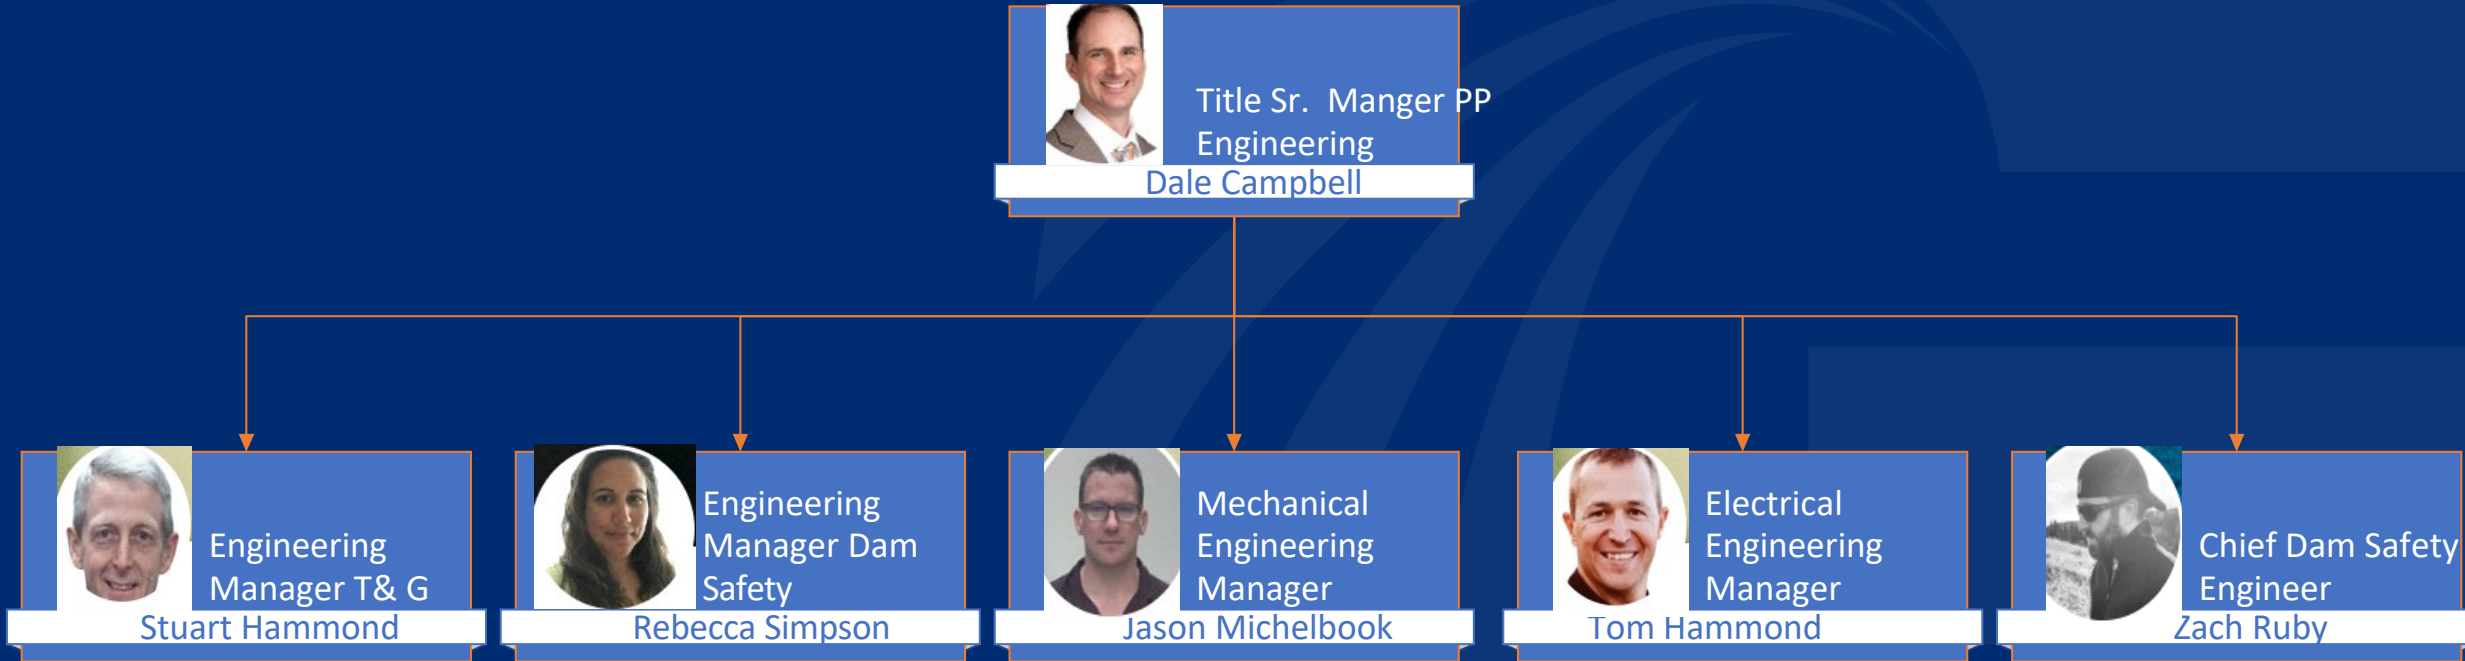 Title Sr. Manger PP
Engineering
Dale Campbell
Engineering
Manager T& G
Stuart Hammond
Engineering
Manager Dam
Safety
Rebecca Simpson
Mechanical
Engineering
Manager
Jason Michelbook
Electrical
Engineering
Manager
Tom Hammond
Chief Dam Safety
Engineer
Zach Ruby